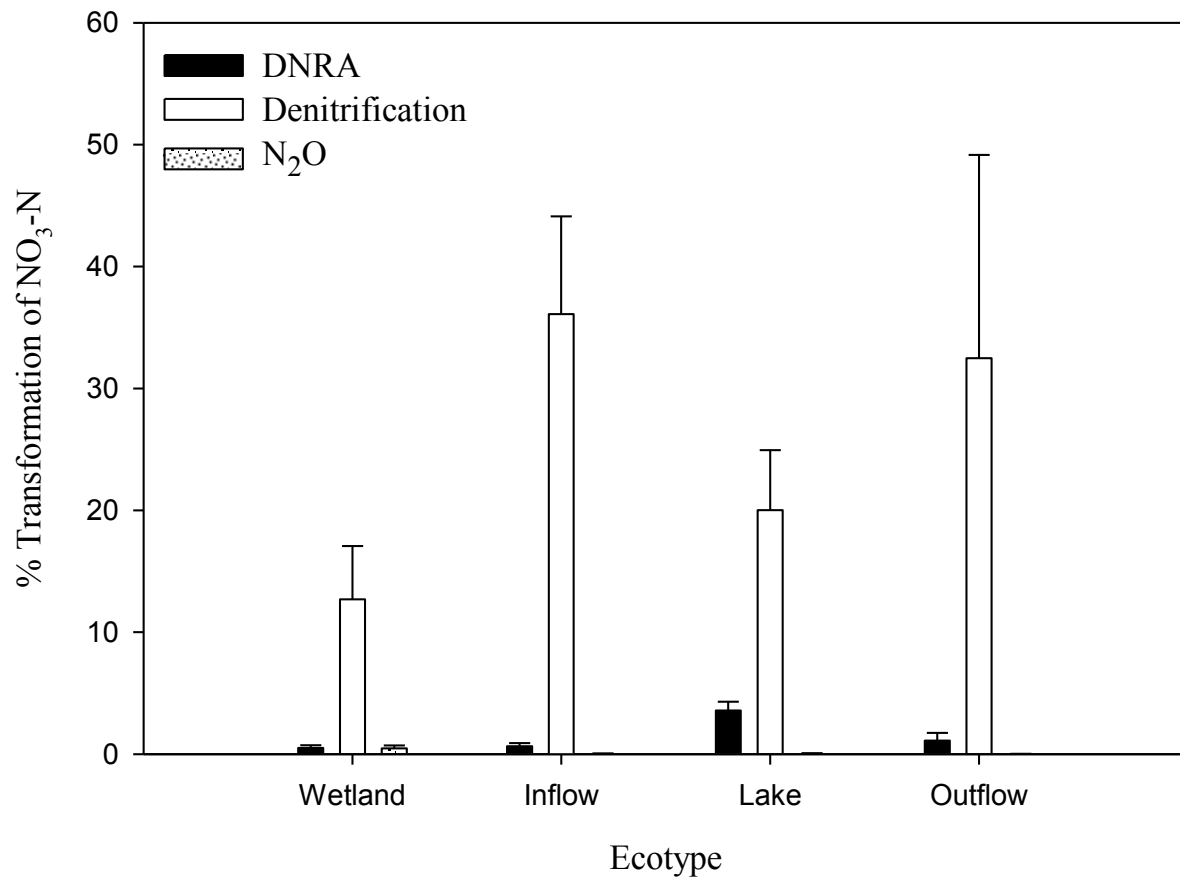 60
50
40
30
20
10
0
% Transformation of NO3-N
DNRA
Denitrification
N2O
Wetland Inflow Lake Outflow
Ecotype